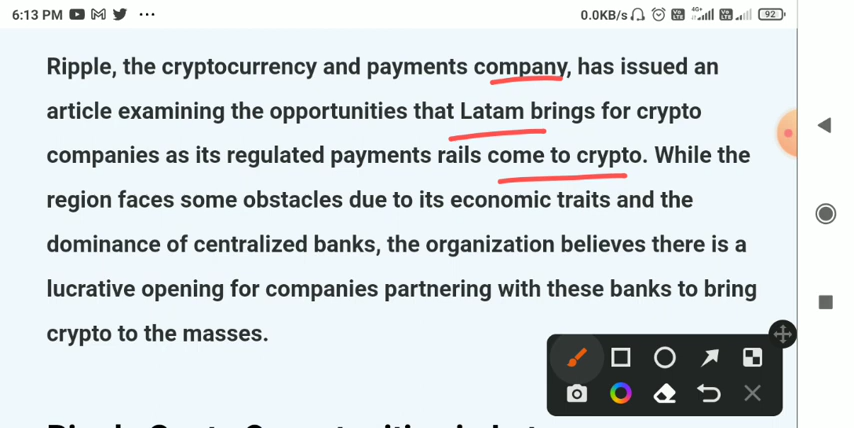 6:13 PM
0.0KB/s 4G+ 92
Ripple, the cryptocurrency and payments company, has issued an
article examining the opportunities that Latam brings for crypto
companies as its regulated payments rails come to crypto. While the
region faces some obstacles due to its economic traits and the
dominance of centralized banks, the organization believes there is a
lucrative opening for companies partnering with these banks to bring
crypto to the masses.